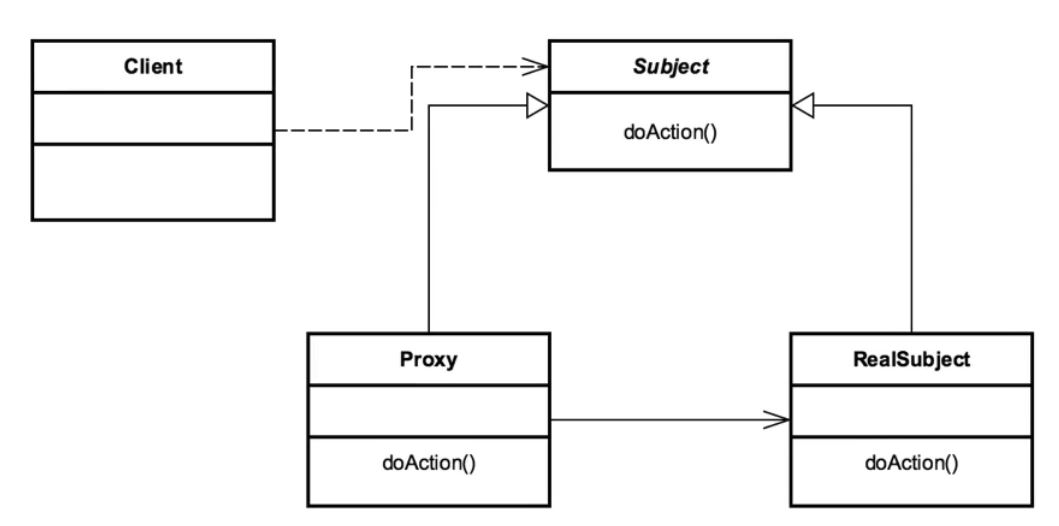 Client
Subject
doAction()
Proxy
doAction()
RealSubject
doAction()